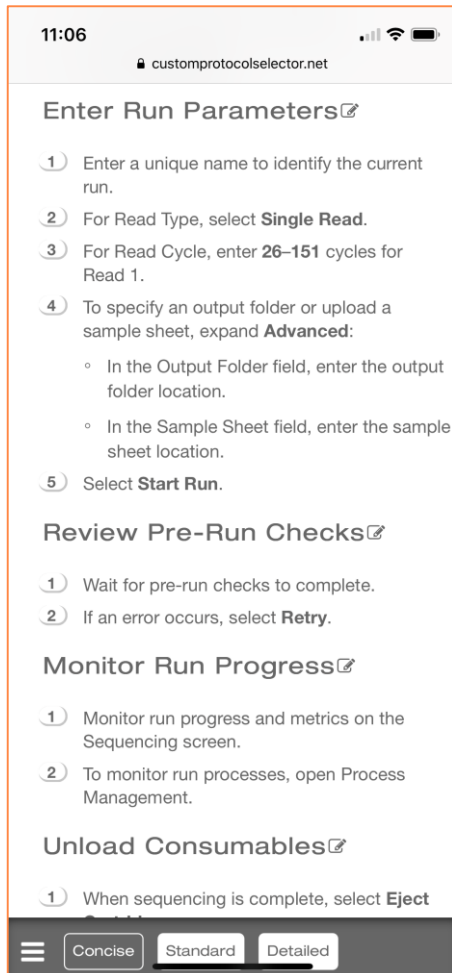 11:06
customprotocolselector.net
Enter Run Parameters
1 Enter a unique name to identify the current
run.
2 For Read Type, select Single Read.
3 For Read Cycle, enter 26–151 cycles for
Read 1.
4 To specify an output folder or upload a
sample sheet, expand Advanced:
◦ In the Output Folder field, enter the output
folder location.
◦ In the Sample Sheet field, enter the sample
sheet location.
5 Select Start Run.
Review Pre-Run Checks
1 Wait for pre-run checks to complete.
2 If an error occurs, select Retry.
Monitor Run Progress
1 Monitor run progress and metrics on the
Sequencing screen.
2 To monitor run processes, open Process
Management.
Unload Consumables
1 When sequencing is complete, select Eject
Concise Standard Detailed